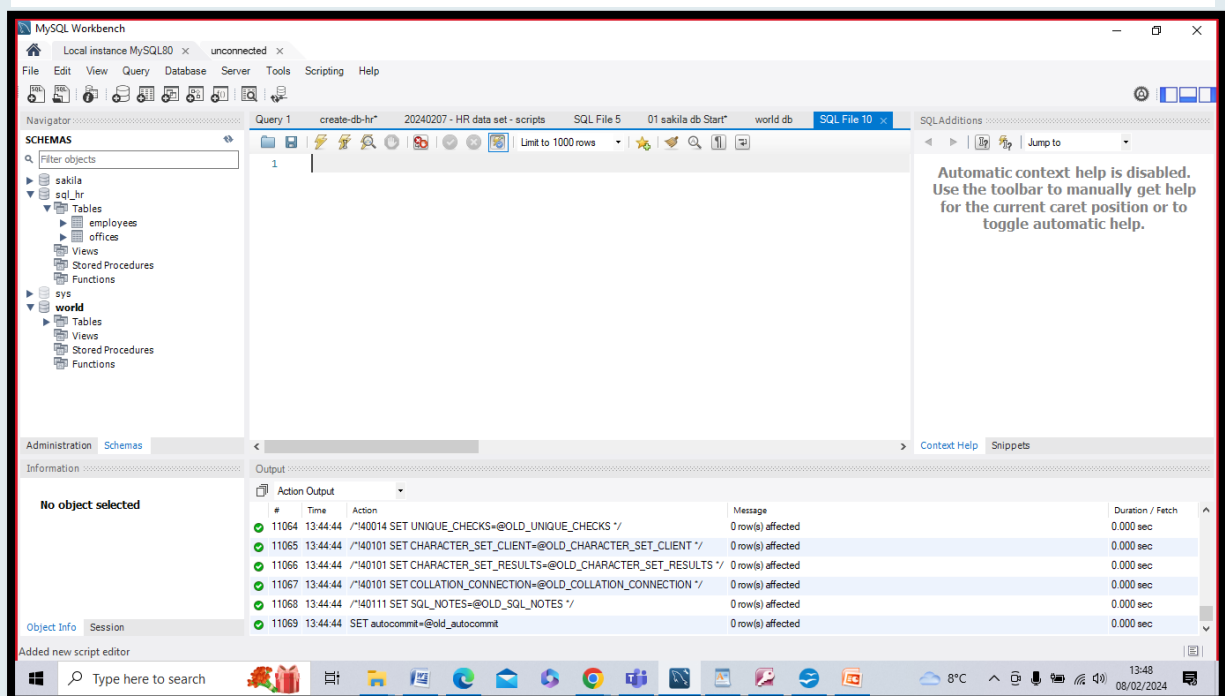 MySQL Workbench
Local instance MySQL80 × unconnected ×
File Edit View Query Database Server Tools Scripting Help
Navigator
SCHEMAS
Filter objects
sakila
sql_hr
Tables
employees
offices
Views
Stored Procedures
Functions
sys
world
Tables
Views
Stored Procedures
Functions
Administration Schemas
Information
No object selected
Object Info Session
Query 1 create-db-hr* 20240207 - HR data set - scripts SQL File 5 01 sakila db Start* world db SQL File 10 ×
Limit to 1000 rows
1
SQLAdditions
Jump to
Automatic context help is disabled.
Use the toolbar to manually get help
for the current caret position or to
toggle automatic help.
Context Help Snippets
Output
Action Output
# Time Action Message Duration / Fetch
11064 13:44:44 /*!40014 SET UNIQUE_CHECKS=@OLD_UNIQUE_CHECKS */ 0 row(s) affected 0.000 sec
11065 13:44:44 /*!40101 SET CHARACTER_SET_CLIENT=@OLD_CHARACTER_SET_CLIENT */ 0 row(s) affected 0.000 sec
11066 13:44:44 /*!40101 SET CHARACTER_SET_RESULTS=@OLD_CHARACTER_SET_RESULTS */ 0 row(s) affected 0.000 sec
11067 13:44:44 /*!40101 SET COLLATION_CONNECTION=@OLD_COLLATION_CONNECTION */ 0 row(s) affected 0.000 sec
11068 13:44:44 /*!40111 SET SQL_NOTES=@OLD_SQL_NOTES */ 0 row(s) affected 0.000 sec
11069 13:44:44 SET autocommit=@old_autocommit 0 row(s) affected 0.000 sec
Added new script editor
Type here to search
8°C
13:48
08/02/2024